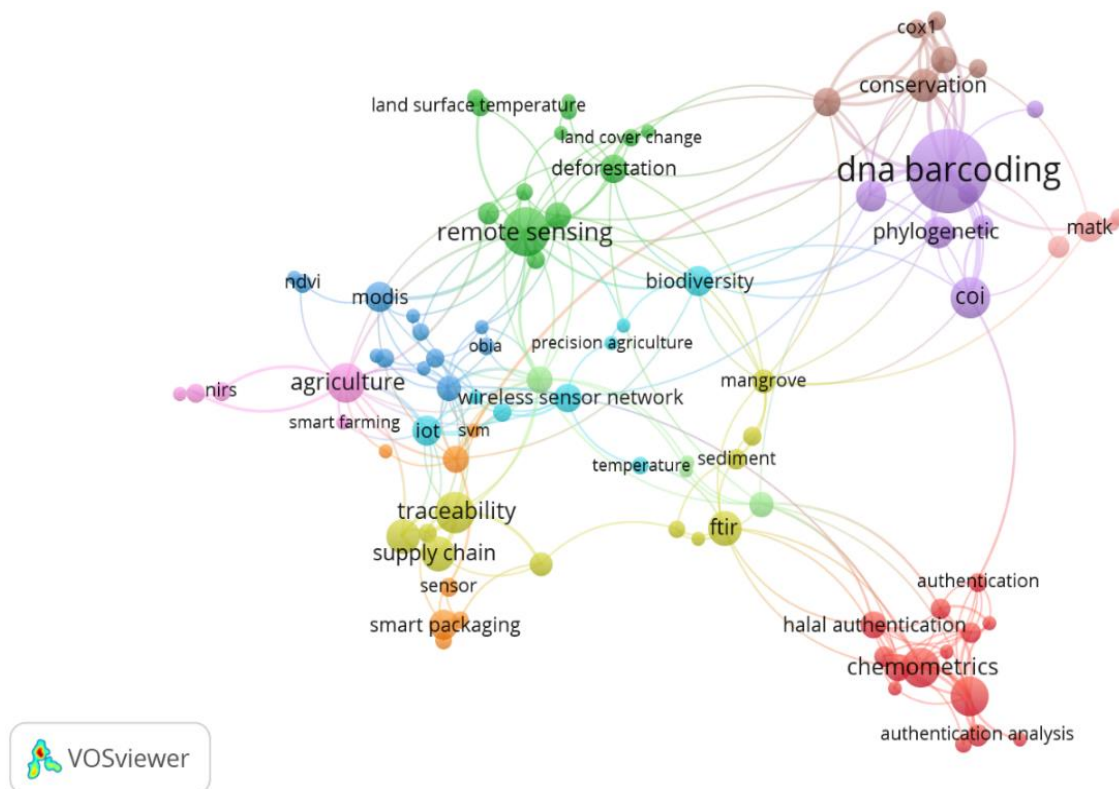 cox1
conservation
land surface temperature
land cover change
deforestation
dna barcoding
matk
phylogenetic
remote sensing
biodiversity
ndvi
modis
coi
obia
precision agriculture
mangrove
agriculture
nirs
wireless sensor network
smart farming
iot
svm
temperature
sediment
traceability
ftir
supply chain
authentication
sensor
smart packaging
halal authentication
chemometrics
authentication analysis
VOSviewer